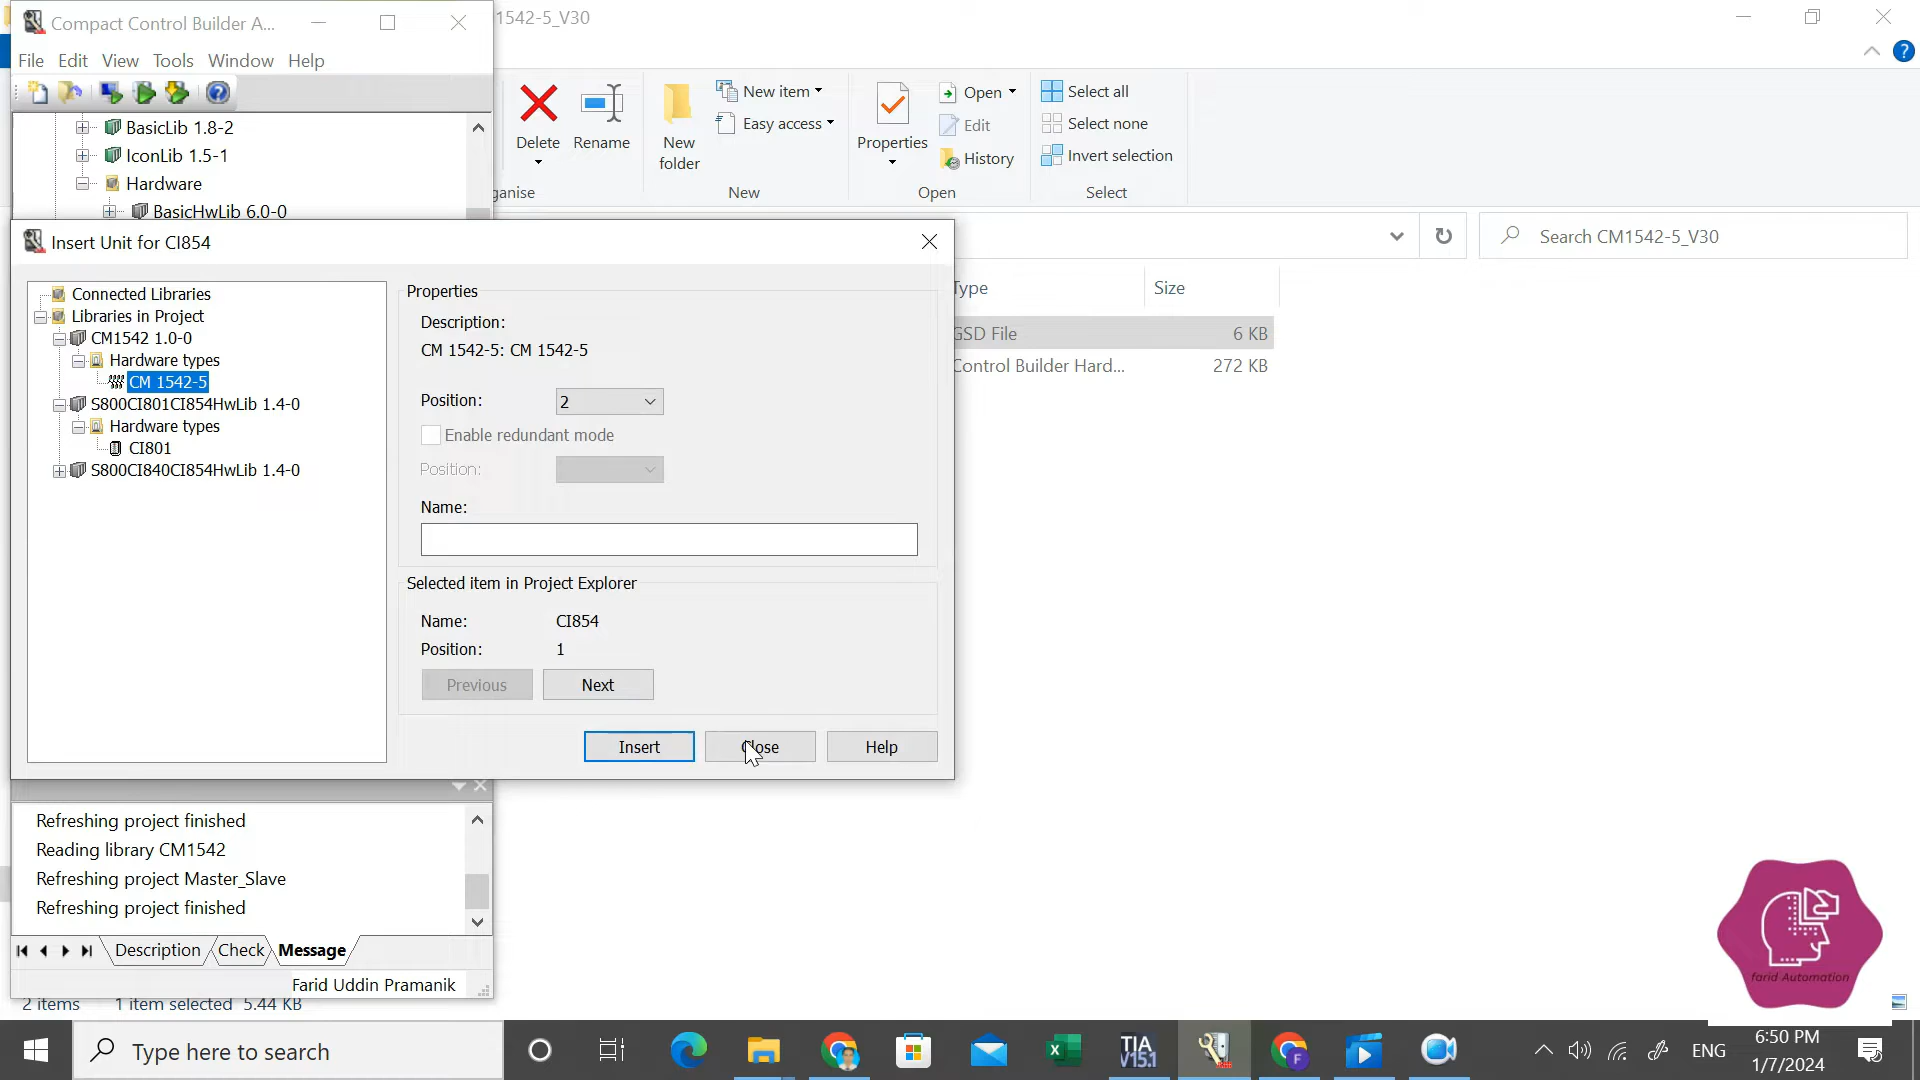 Compact Control Builder A...
1542-5_V30
File Edit View Tools Window Help
BasicLib 1.8-2
IconLib 1.5-1
Hardware
BasicHwLib 6.0-0
Delete
Rename
New folder
New item
Easy access
Properties
Open
Edit
History
Select all
Select none
Invert selection
ganise
New
Open
Select
Search CM1542-5_V30
Type
Size
GSD File
6 KB
Control Builder Hard...
272 KB
Insert Unit for CI854
Connected Libraries
Libraries in Project
CM1542 1.0-0
Hardware types
CM 1542-5
S800CI801CI854HwLib 1.4-0
Hardware types
CI801
S800CI840CI854HwLib 1.4-0
Properties
Description:
CM 1542-5: CM 1542-5
Position:
2
Enable redundant mode
Position:
Name:
Selected item in Project Explorer
Name: CI854
Position: 1
Previous
Next
Insert
Close
Help
Refreshing project finished
Reading library CM1542
Refreshing project Master_Slave
Refreshing project finished
Description
Check
Message
Farid Uddin Pramanik
2 items 1 item selected 5.44 KB
farid Automation
Type here to search
TIA
V15.1
F
ENG
6:50 PM
1/7/2024